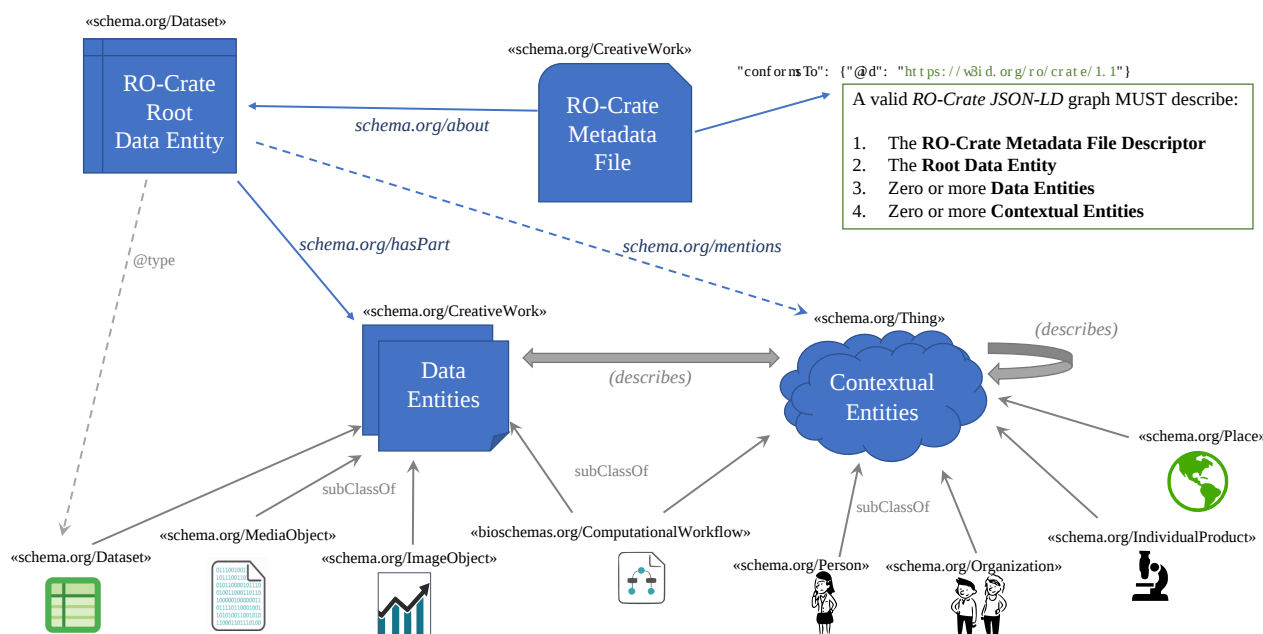 «schema.org/Dataset»
RO-Crate
Root
Data Entity
«schema.org/CreativeWork»
RO-Crate
Metadata
File
schema.org/about
"conformsTo": {"@id": "https://w3id.org/ro/crate/1.1"}
A valid RO-Crate JSON-LD graph MUST describe:
1. The RO-Crate Metadata File Descriptor
2. The Root Data Entity
3. Zero or more Data Entities
4. Zero or more Contextual Entities
schema.org/hasPart
schema.org/mentions
@type
«schema.org/CreativeWork»
Data
Entities
(describes)
«schema.org/Thing»
Contextual
Entities
(describes)
subClassOf
subClassOf
subClassOf
«schema.org/Place»
«schema.org/Dataset»
«schema.org/MediaObject»
«schema.org/ImageObject»
«bioschemas.org/ComputationalWorkflow»
«schema.org/Person»
«schema.org/Organization»
«schema.org/IndividualProduct»